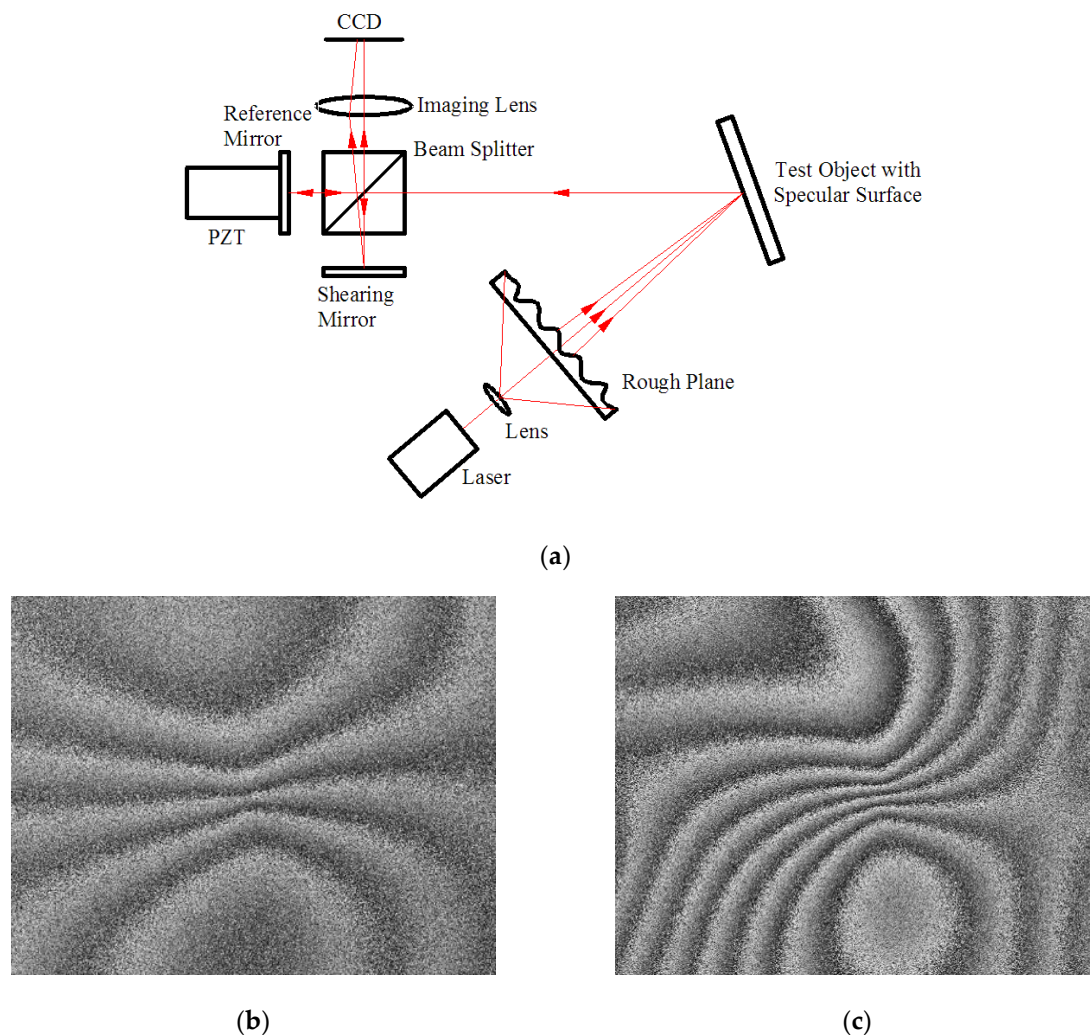 CCD
Reference
Mirror
Imaging Lens
Beam Splitter
PZT
Shearing
Mirror
Test Object with
Specular Surface
Rough Plane
Lens
Laser
(a)
(b)
(c)